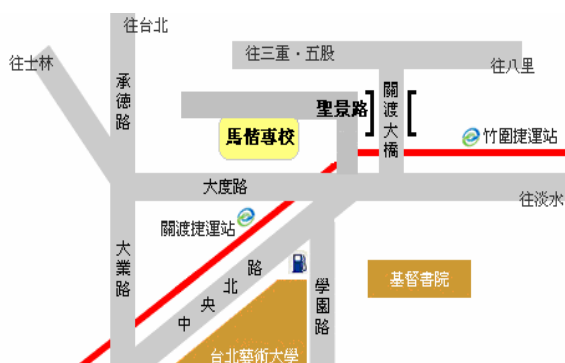 往台北
往三重・五股
往士林
往八里
承德路
關渡大橋
聖景路
馬偕專校
竹圍捷運站
大度路
往淡水
關渡捷運站
大業路
中央北路
學園路
基督書院
台北藝術大學